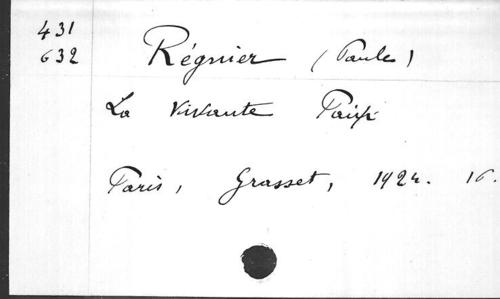 431
632
Régnier (Paule)
La vivante Paix
Paris, Grasset, 1924. 16.